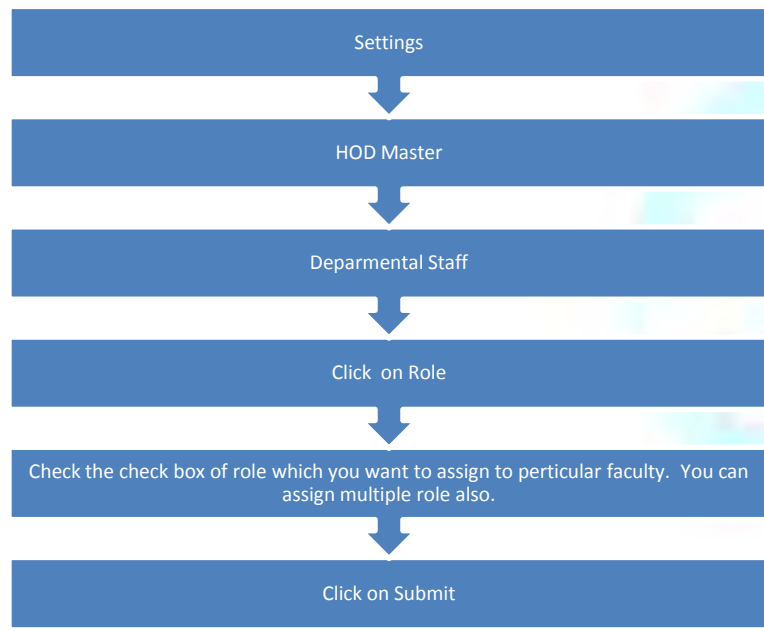 Settings
HOD Master
Deparmental Staff
Click on Role
Check the check box of role which you want to assign to perticular faculty. You can
assign multiple role also.
Click on Submit